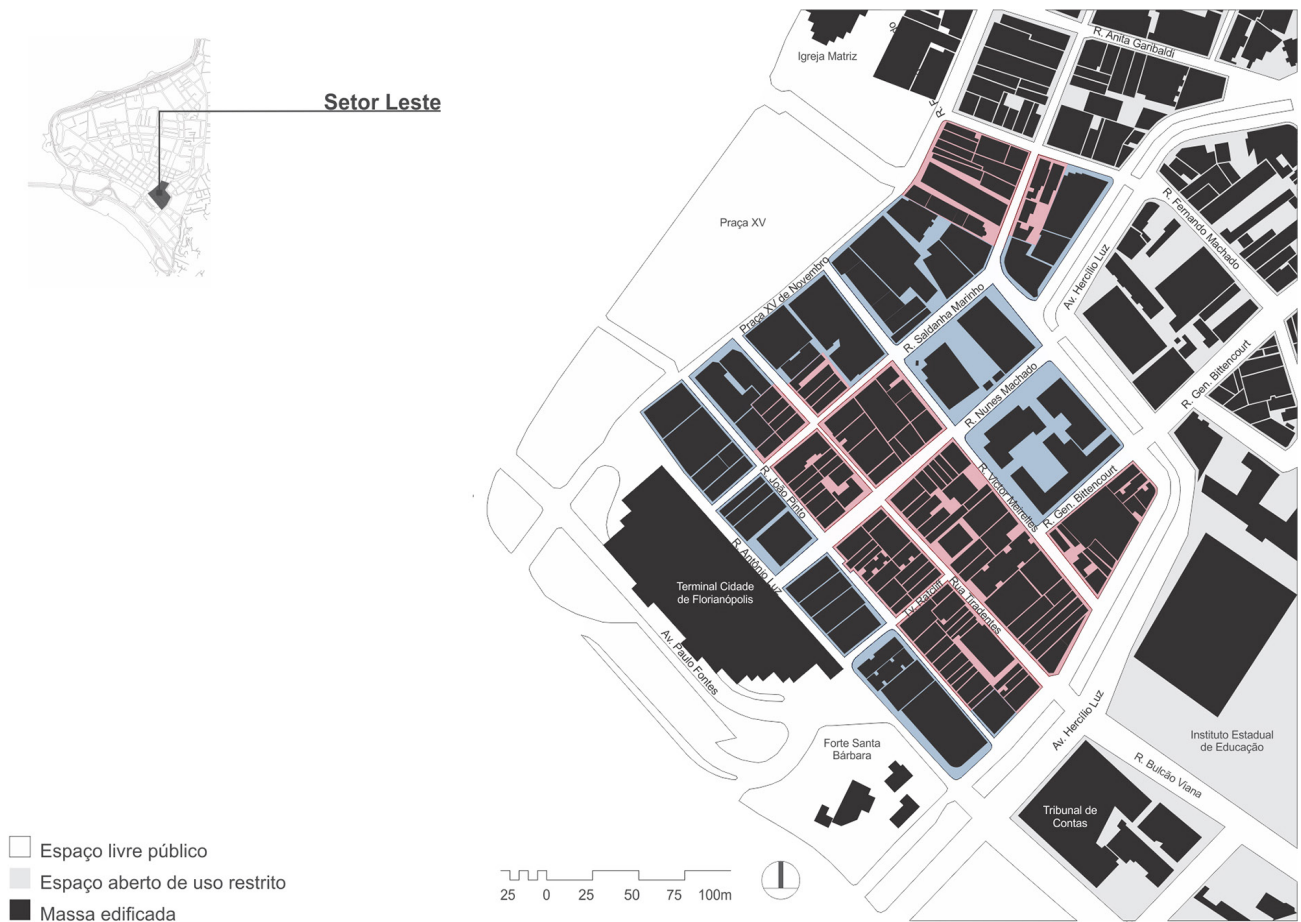 Setor Leste
Igreja Matriz
R. Anita Garibaldi
R. F
Praça XV
R. Fernando Machado
Av. Hercílio Luz
Praça XV de Novembro
R. Saldanha Marinho
R. Nunes Machado
R. Gen. Bittencourt
R. João Pinto
R. Victor Meirelles
R. Gen. Bittencourt
R. Antônio Luz
Terminal Cidade
de Florianópolis
Tv. Ratcliff
Rua Tiradentes
Av. Paulo Fontes
Av. Hercílio Luz
Forte Santa
Bárbara
Instituto Estadual
de Educação
R. Bulcão Viana
Tribunal de
Contas
Espaço livre público
Espaço aberto de uso restrito
Massa edificada
25 0 25 50 75 100m